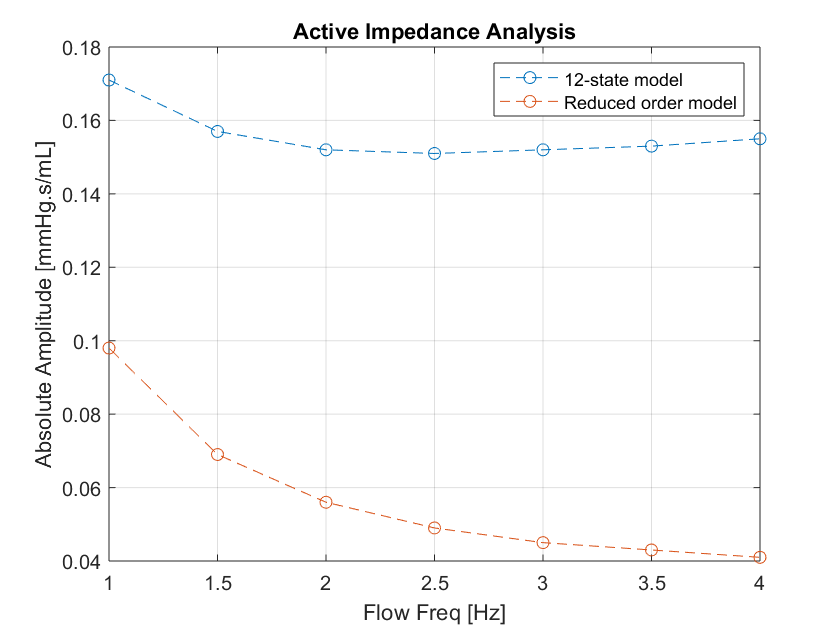 Active Impedance Analysis
0.18
0.16
0.14
0.12
0.1
0.08
0.06
0.04
Absolute Amplitude [mmHg.s/mL]
12-state model
Reduced order model
1 1.5 2 2.5 3 3.5 4
Flow Freq [Hz]